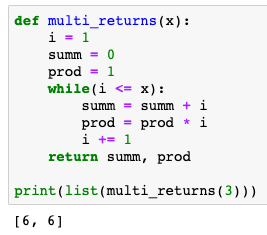 def multi_returns(x):
    i = 1
    summ = 0
    prod = 1
    while(i <= x):
        summ = summ + i
        prod = prod * i
        i += 1
    return summ, prod

print(list(multi_returns(3)))
[6, 6]